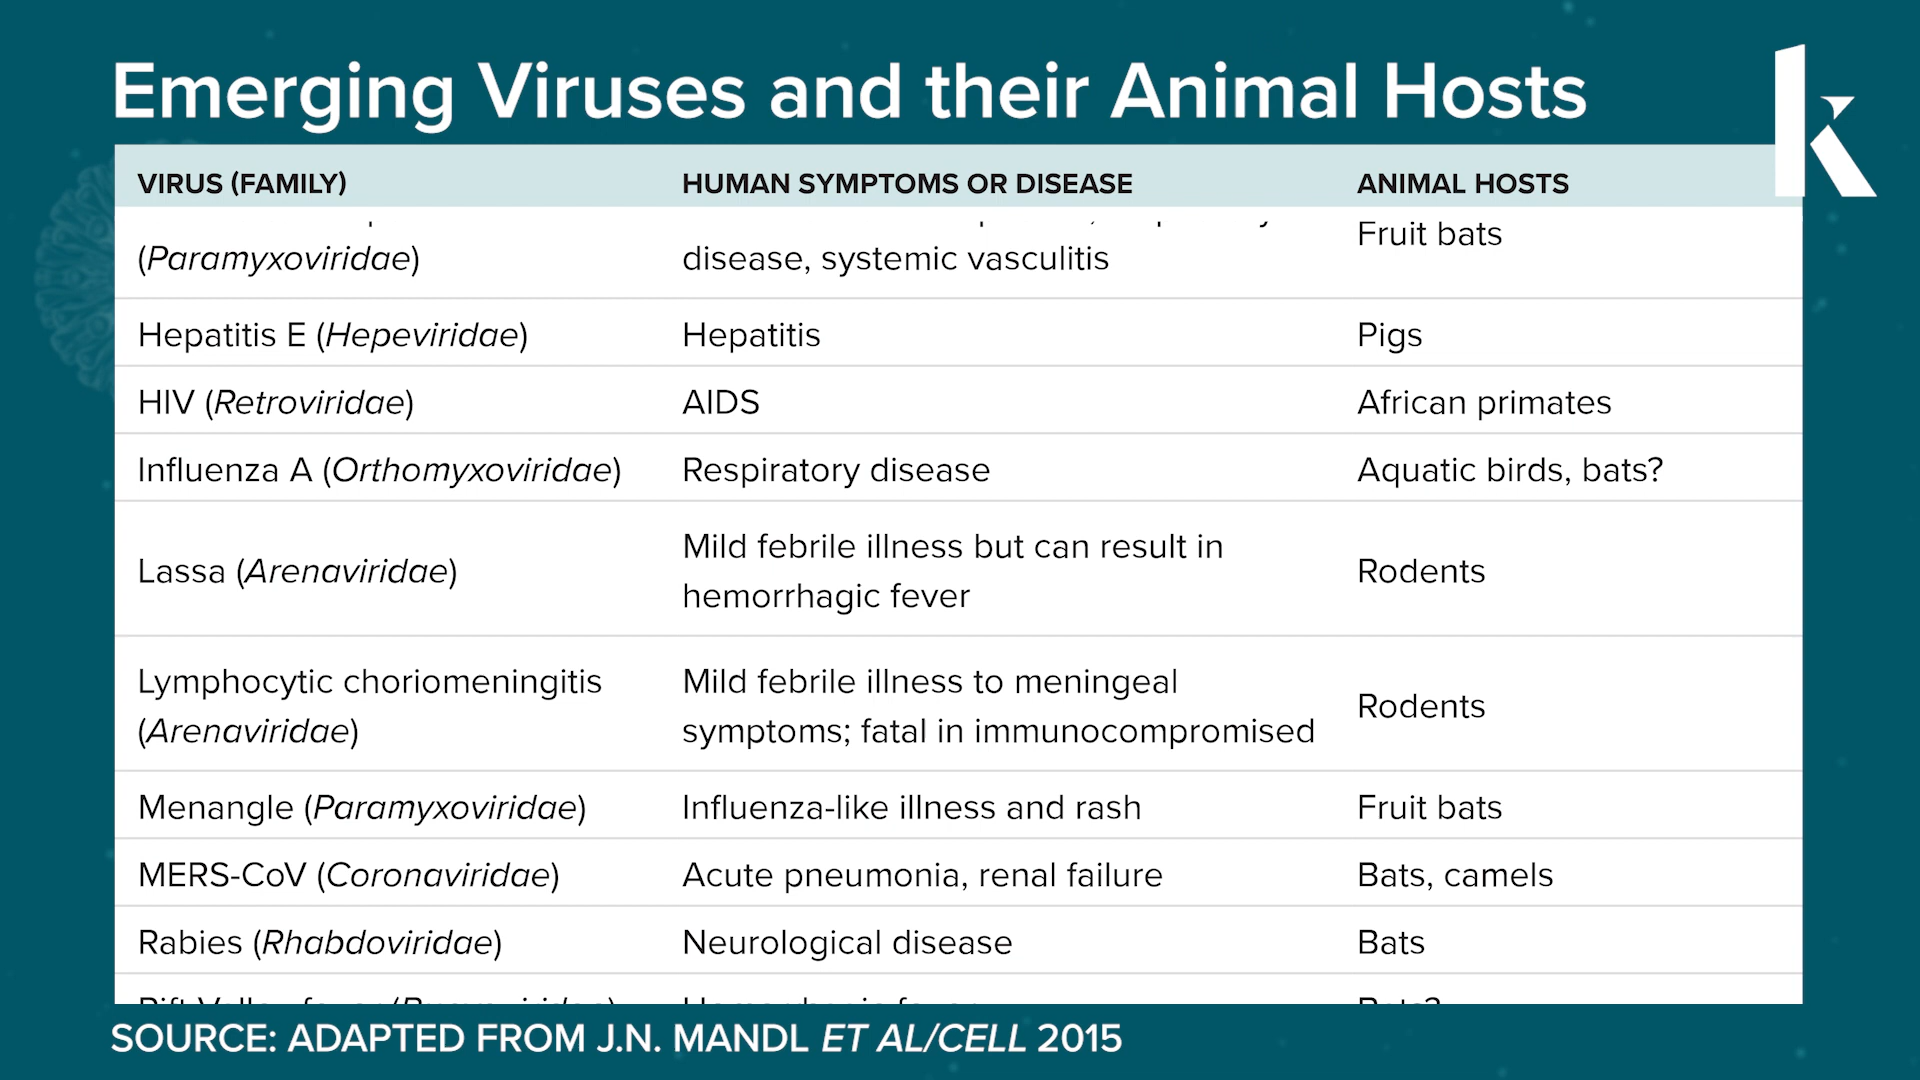 Emerging Viruses and their Animal Hosts
k
VIRUS (FAMILY) HUMAN SYMPTOMS OR DISEASE ANIMAL HOSTS
(Paramyxoviridae) disease, systemic vasculitis Fruit bats
Hepatitis E (Hepeviridae) Hepatitis Pigs
HIV (Retroviridae) AIDS African primates
Influenza A (Orthomyxoviridae) Respiratory disease Aquatic birds, bats?
Lassa (Arenaviridae) Mild febrile illness but can result in Rodents
hemorrhagic fever
Lymphocytic choriomeningitis Mild febrile illness to meningeal Rodents
(Arenaviridae) symptoms; fatal in immunocompromised
Menangle (Paramyxoviridae) Influenza-like illness and rash Fruit bats
MERS-CoV (Coronaviridae) Acute pneumonia, renal failure Bats, camels
Rabies (Rhabdoviridae) Neurological disease Bats
SOURCE: ADAPTED FROM J.N. MANDL ET AL/CELL 2015